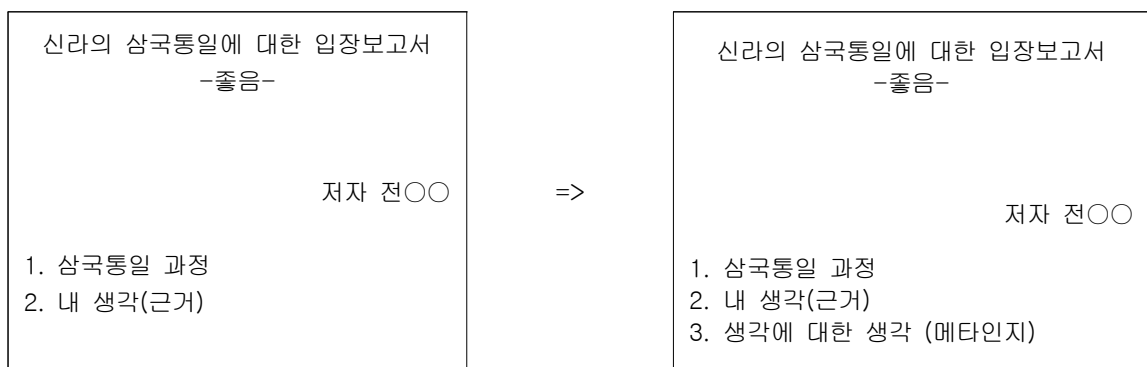 신라의 삼국통일에 대한 입장보고서
-좋음-
저자 전○○
1. 삼국통일 과정
2. 내 생각(근거)
=>
신라의 삼국통일에 대한 입장보고서
-좋음-
저자 전○○
1. 삼국통일 과정
2. 내 생각(근거)
3. 생각에 대한 생각 (메타인지)